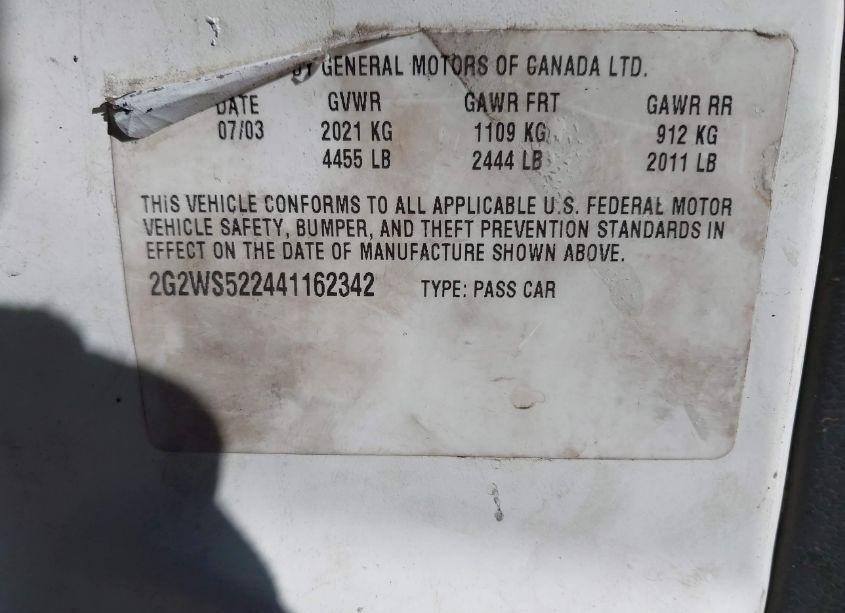 BY GENERAL MOTORS OF CANADA LTD.
DATE GVWR GAWR FRT GAWR RR
07/03 2021 KG 1109 KG 912 KG
4455 LB 2444 LB 2011 LB
THIS VEHICLE CONFORMS TO ALL APPLICABLE U.S. FEDERAL MOTOR
VEHICLE SAFETY, BUMPER, AND THEFT PREVENTION STANDARDS IN
EFFECT ON THE DATE OF MANUFACTURE SHOWN ABOVE.
2G2WS522441162342 TYPE: PASS CAR